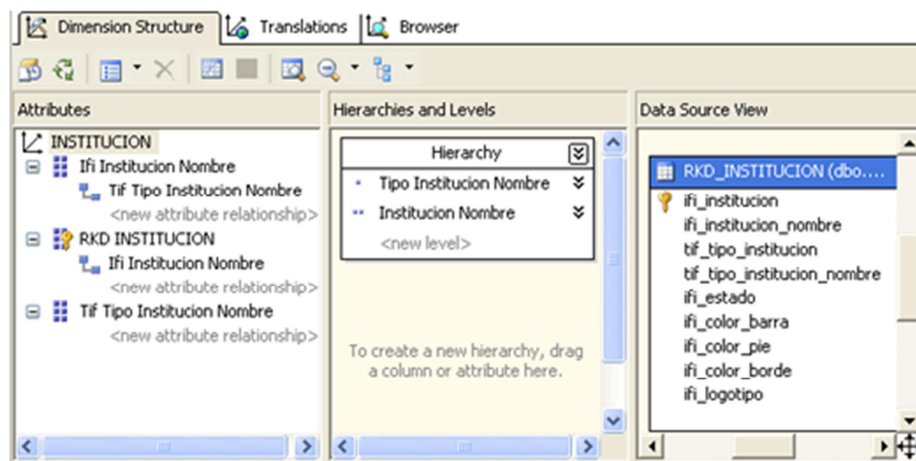 Dimension Structure
Translations
Browser
Attributes
INSTITUCION
Ifi Institucion Nombre
Tif Tipo Institucion Nombre
<new attribute relationship>
RKD INSTITUCION
Ifi Institucion Nombre
<new attribute relationship>
Tif Tipo Institucion Nombre
<new attribute relationship>
Hierarchies and Levels
Hierarchy
Tipo Institucion Nombre
Institucion Nombre
<new level>
To create a new hierarchy, drag
a column or attribute here.
Data Source View
RKD_INSTITUCION (dbo....
ifi_institucion
ifi_institucion_nombre
tif_tipo_institucion
tif_tipo_institucion_nombre
ifi_estado
ifi_color_barra
ifi_color_pie
ifi_color_borde
ifi_logotipo